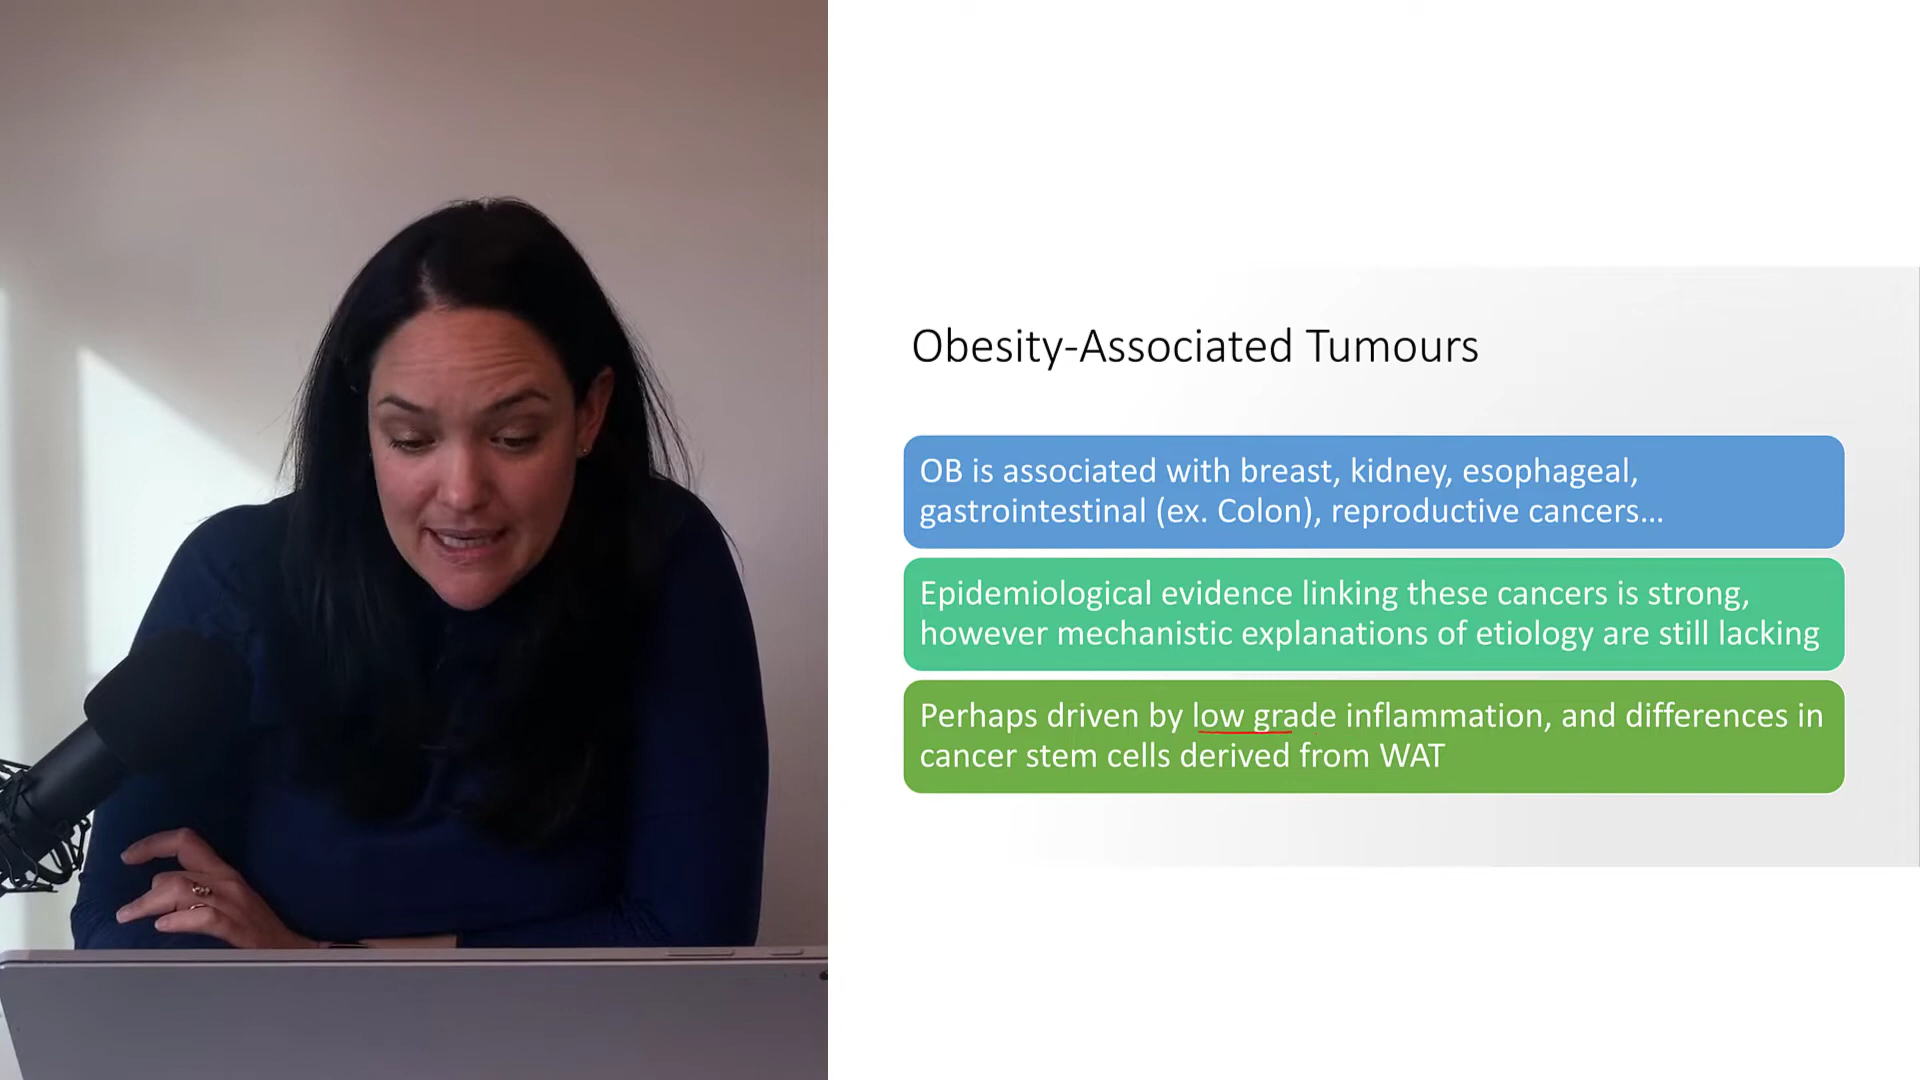 Obesity-Associated Tumours
OB is associated with breast, kidney, esophageal,
gastrointestinal (ex. Colon), reproductive cancers…
Epidemiological evidence linking these cancers is strong,
however mechanistic explanations of etiology are still lacking
Perhaps driven by low grade inflammation, and differences in
cancer stem cells derived from WAT